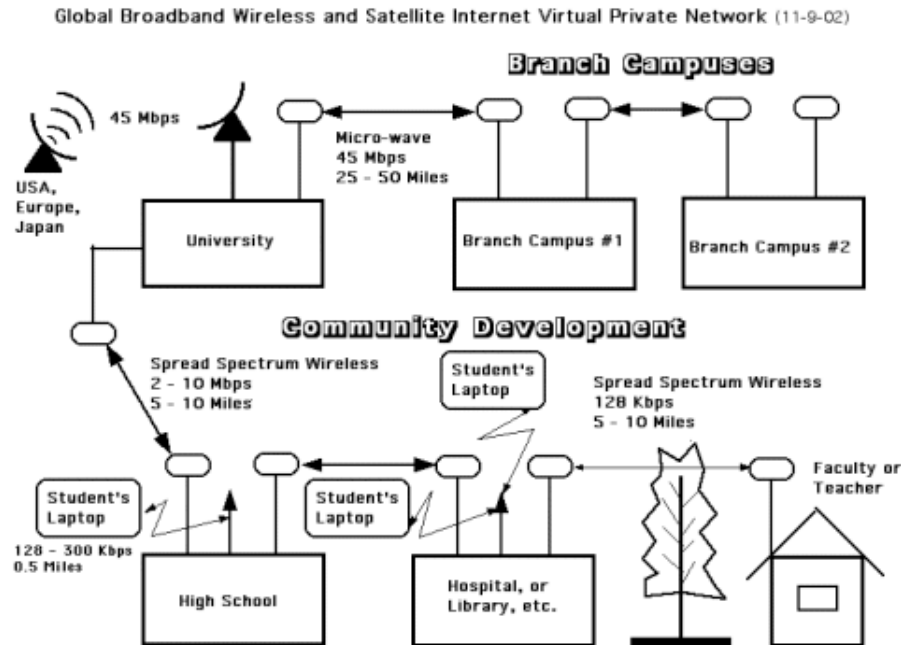 Global Broadband Wireless and Satellite Internet Virtual Private Network (11-9-02)
Branch Campuses
45 Mbps
Micro-wave
45 Mbps
25 - 50 Miles
USA,
Europe,
Japan
University
Branch Campus #1
Branch Campus #2
Community Development
Spread Spectrum Wireless
2 - 10 Mbps
5 - 10 Miles
Student's
Laptop
Spread Spectrum Wireless
128 Kbps
5 - 10 Miles
Student's
Laptop
Student's
Laptop
Faculty or
Teacher
128 - 300 Kbps
0.5 Miles
High School
Hospital, or
Library, etc.